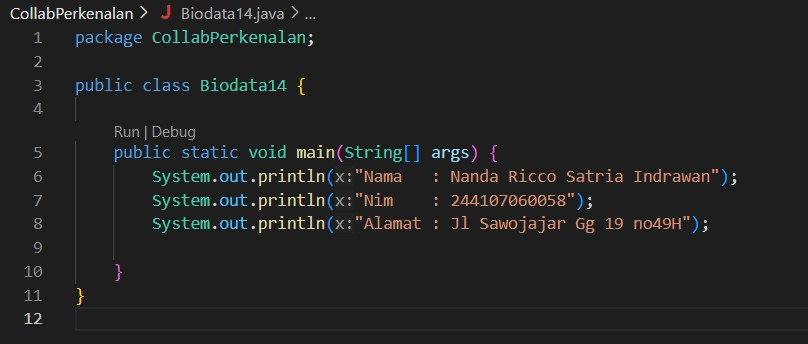 CollabPerkenalan > J Biodata14.java > ...
1 package CollabPerkenalan;
2
3 public class Biodata14 {
4
Run | Debug
5 public static void main(String[] args) {
6 System.out.println(x:"Nama   : Nanda Ricco Satria Indrawan");
7 System.out.println(x:"Nim    : 244107060058");
8 System.out.println(x:"Alamat : Jl Sawojajar Gg 19 no49H");
9
10 }
11 }
12